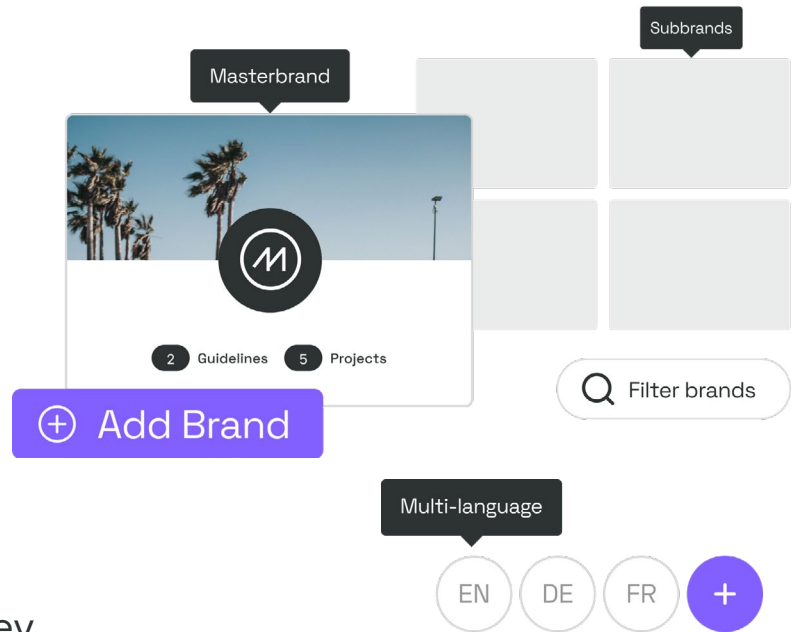 Subbrands
Masterbrand
M
2 Guidelines 5 Projects
Filter brands
Add Brand
Multi-language
EN DE FR +